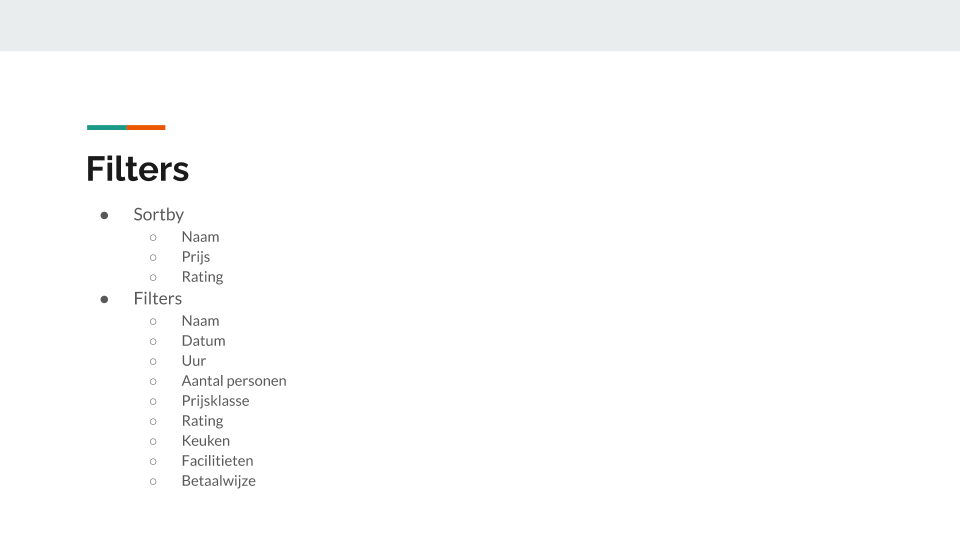 Filters
● Sortby
○ Naam
○ Prijs
○ Rating
● Filters
○ Naam
○ Datum
○ Uur
○ Aantal personen
○ Prijsklasse
○ Rating
○ Keuken
○ Facilitieten
○ Betaalwijze